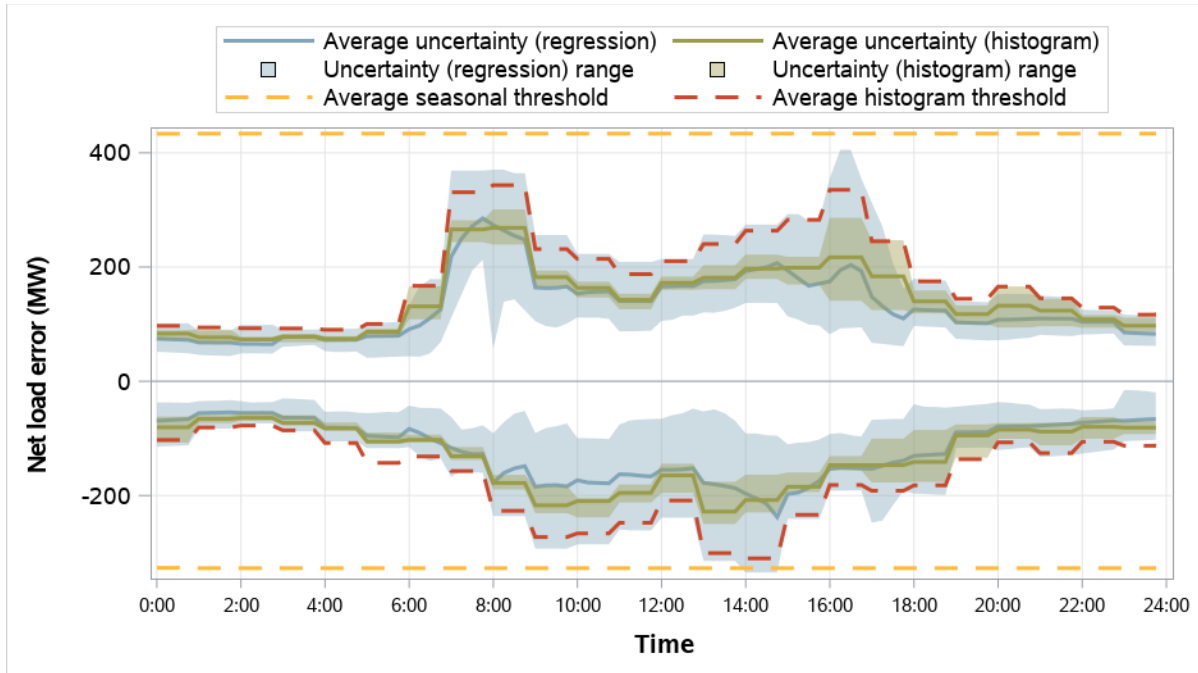 Average uncertainty (regression) Average uncertainty (histogram)
Uncertainty (regression) range Uncertainty (histogram) range
Average seasonal threshold Average histogram threshold
Net load error (MW)
400
200
0
-200
0:00 2:00 4:00 6:00 8:00 10:00 12:00 14:00 16:00 18:00 20:00 22:00 24:00
Time